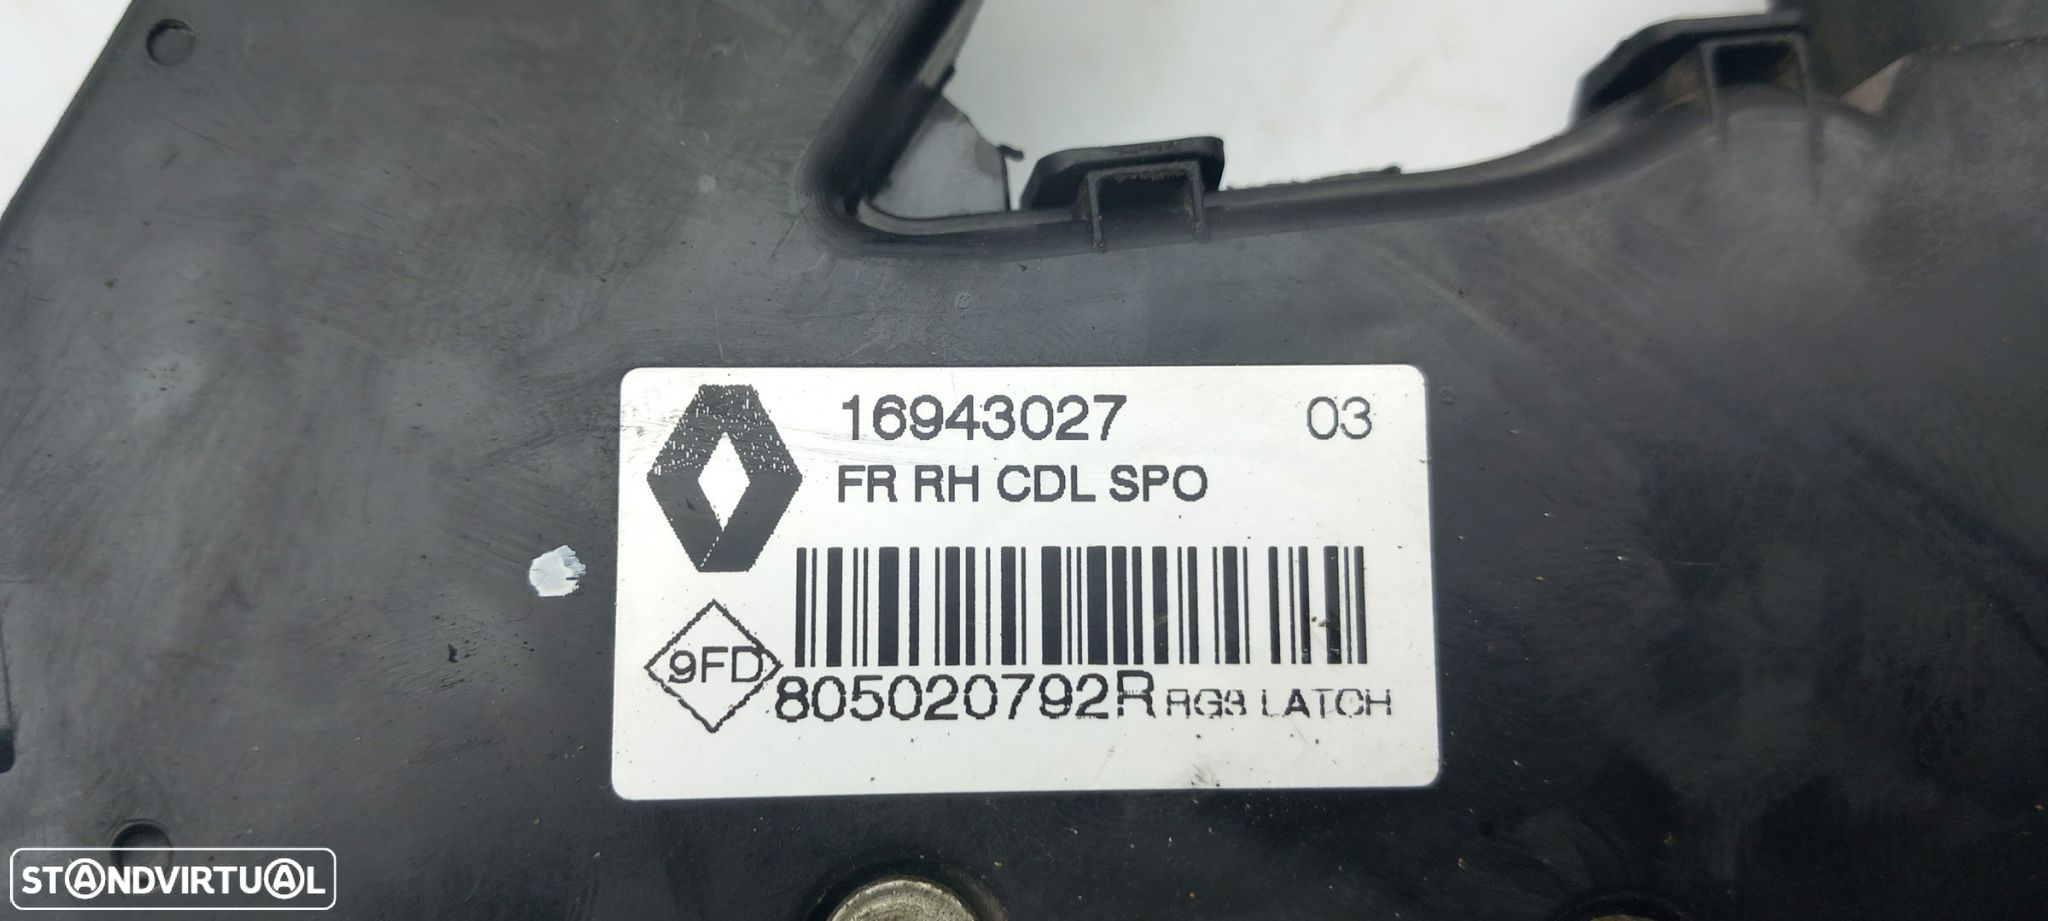 16943027 03
FR RH CDL SPO
9FD
805020792R RG3 LATCH
STANDVIRTUAL